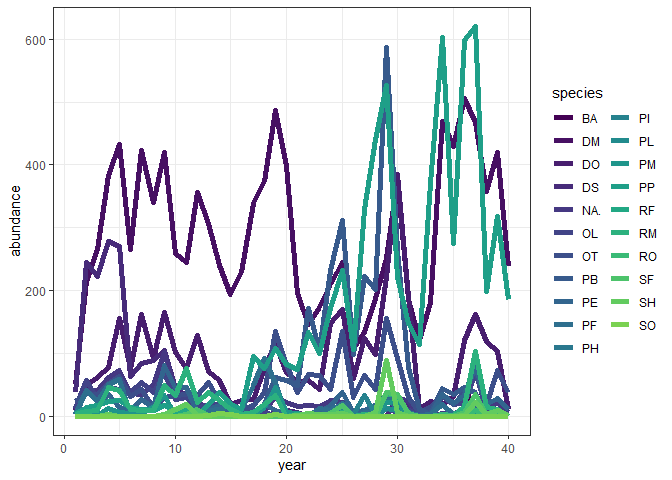 600
400
200
0
abundance
0
10
20
30
40
year
species
BA
DM
DO
DS
NA.
OL
OT
PB
PE
PF
PH
PI
PL
PM
PP
RF
RM
RO
SF
SH
SO